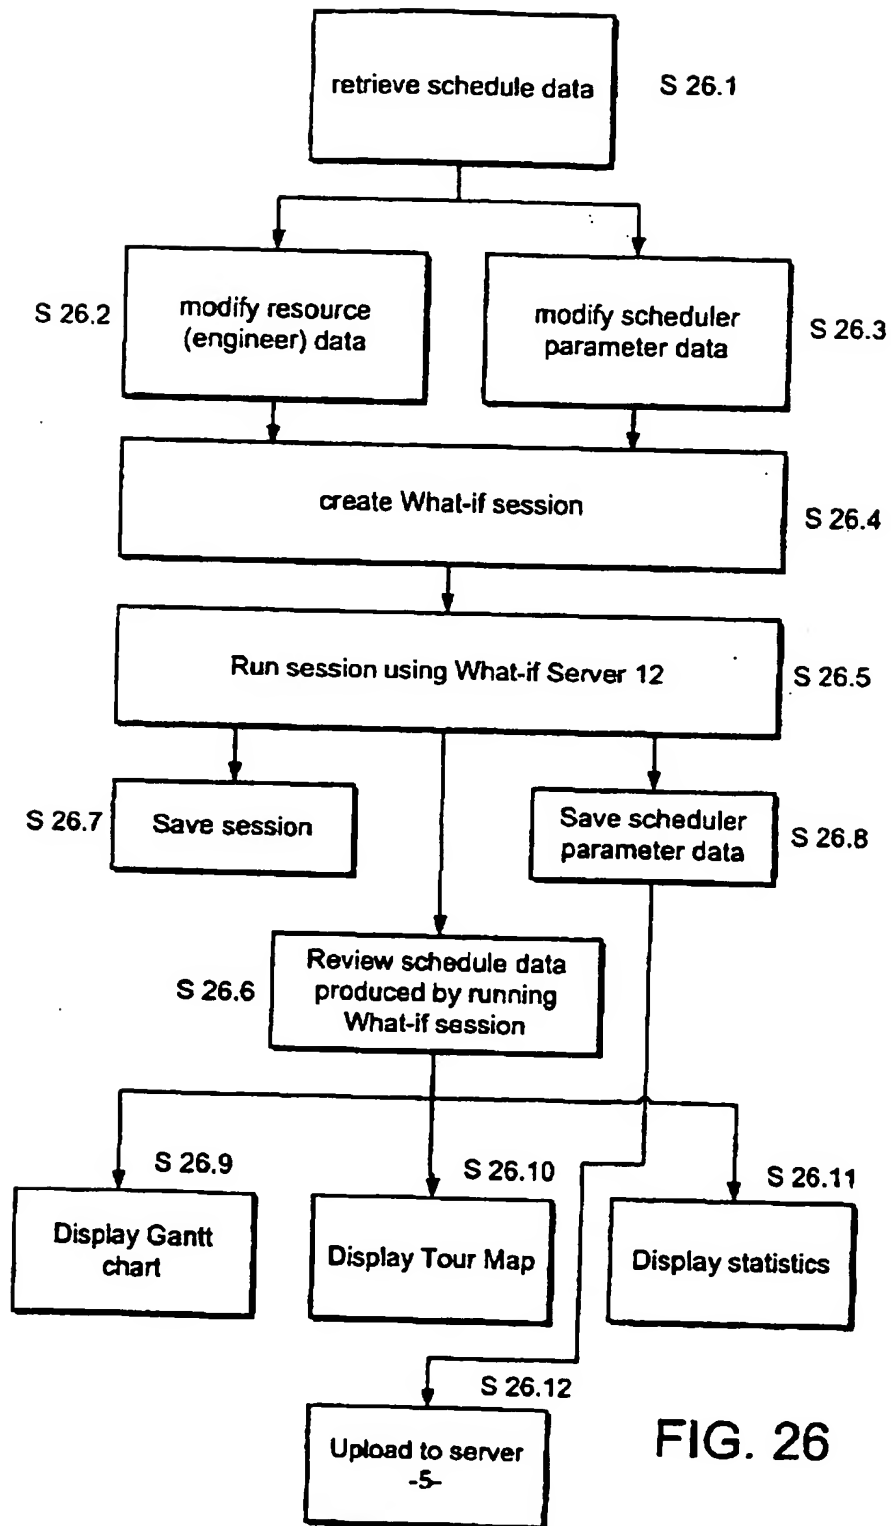 retrieve schedule data
S 26.1
S 26.2
modify resource
(engineer) data
modify scheduler
parameter data
S 26.3
create What-if session
S 26.4
Run session using What-if Server 12
S 26.5
S 26.7
Save session
Save scheduler
parameter data
S 26.8
S 26.6
Review schedule data
produced by running
What-if session
S 26.9
S 26.10
S 26.11
Display Gantt
chart
Display Tour Map
Display statistics
S 26.12
Upload to server
-5-
FIG. 26